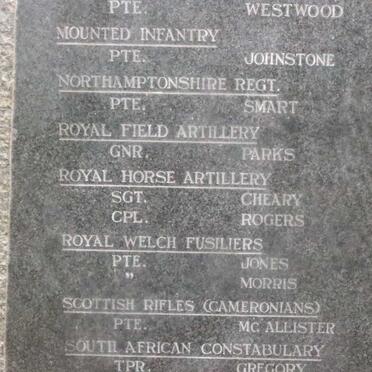 PTE. WESTWOOD
MOUNTED INFANTRY
PTE. JOHNSTONE
NORTHAMPTONSHIRE REGT.
PTE. SMART
ROYAL FIELD ARTILLERY
GNR. PARKS
ROYAL HORSE ARTILLERY
SGT. CHEARY
CPL. ROGERS
ROYAL WELCH FUSILIERS
PTE. JONES
" MORRIS
SCOTTISH RIFLES (CAMERONIANS)
PTE. Mc ALLISTER
SOUTH AFRICAN CONSTABULARY
TPR. GREGORY